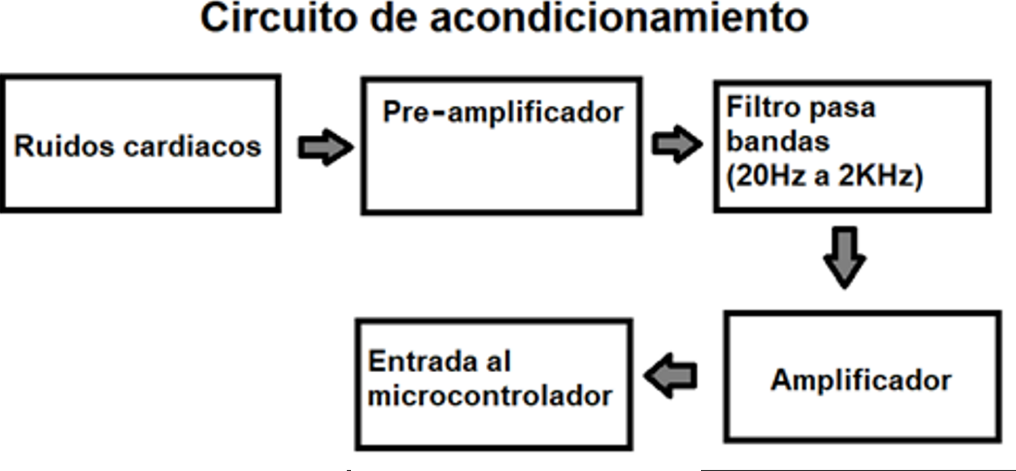 Circuito de acondicionamiento
Ruidos cardiacos
Pre-amplificador
Filtro pasa
bandas
(20Hz a 2KHz)
Amplificador
Entrada al
microcontrolador